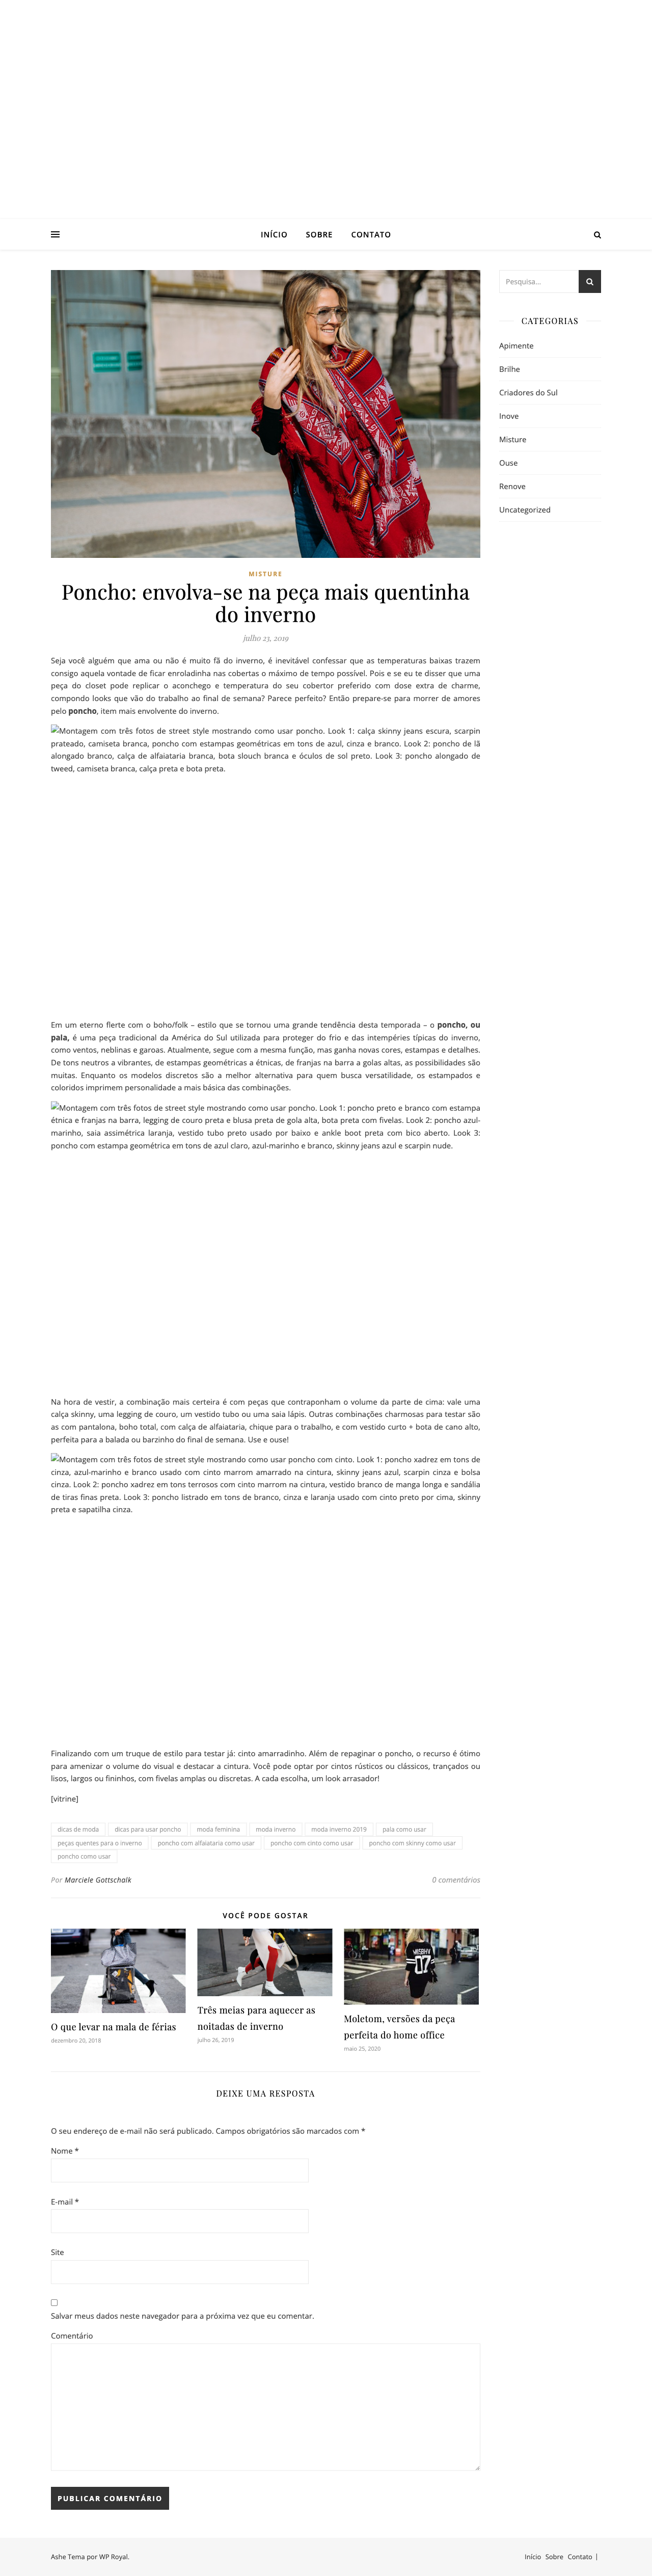 INÍCIO SOBRE CONTATO
Pesquisa...
CATEGORIAS
Apimente
Brilhe
Criadores do Sul
Inove
Misture
Ouse
Renove
Uncategorized
MISTURE
Poncho: envolva-se na peça mais quentinha
do inverno
julho 23, 2019
Seja você alguém que ama ou não é muito fã do inverno, é inevitável confessar que as temperaturas baixas trazem
consigo aquela vontade de ficar enroladinha nas cobertas o máximo de tempo possível. Pois e se eu te disser que uma
peça do closet pode replicar o aconchego e temperatura do seu cobertor preferido com dose extra de charme,
compondo looks que vão do trabalho ao final de semana? Parece perfeito? Então prepare-se para morrer de amores
pelo poncho, item mais envolvente do inverno.
Montagem com três fotos de street style mostrando como usar poncho. Look 1: calça skinny jeans escura, scarpin
prateado, camiseta branca, poncho com estampas geométricas em tons de azul, cinza e branco. Look 2: poncho de lã
alongado branco, calça de alfaiataria branca, bota slouch branca e óculos de sol preto. Look 3: poncho alongado de
tweed, camiseta branca, calça preta e bota preta.
Em um eterno flerte com o boho/folk – estilo que se tornou uma grande tendência desta temporada – o poncho, ou
pala, é uma peça tradicional da América do Sul utilizada para proteger do frio e das intempéries típicas do inverno,
como ventos, neblinas e garoas. Atualmente, segue com a mesma função, mas ganha novas cores, estampas e detalhes.
De tons neutros a vibrantes, de estampas geométricas a étnicas, de franjas na barra a golas altas, as possibilidades são
muitas. Enquanto os modelos discretos são a melhor alternativa para quem busca versatilidade, os estampados e
coloridos imprimem personalidade a mais básica das combinações.
Montagem com três fotos de street style mostrando como usar poncho. Look 1: poncho preto e branco com estampa
étnica e franjas na barra, legging de couro preta e blusa preta de gola alta, bota preta com fivelas. Look 2: poncho azul-
marinho, saia assimétrica laranja, vestido tubo preto usado por baixo e ankle boot preta com bico aberto. Look 3:
poncho com estampa geométrica em tons de azul claro, azul-marinho e branco, skinny jeans azul e scarpin nude.
Na hora de vestir, a combinação mais certeira é com peças que contraponham o volume da parte de cima: vale uma
calça skinny, uma legging de couro, um vestido tubo ou uma saia lápis. Outras combinações charmosas para testar são
as com pantalona, boho total, com calça de alfaiataria, chique para o trabalho, e com vestido curto + bota de cano alto,
perfeita para a balada ou barzinho do final de semana. Use e ouse!
Montagem com três fotos de street style mostrando como usar poncho com cinto. Look 1: poncho xadrez em tons de
cinza, azul-marinho e branco usado com cinto marrom amarrado na cintura, skinny jeans azul, scarpin cinza e bolsa
cinza. Look 2: poncho xadrez em tons terrosos com cinto marrom na cintura, vestido branco de manga longa e sandália
de tiras finas preta. Look 3: poncho listrado em tons de branco, cinza e laranja usado com cinto preto por cima, skinny
preta e sapatilha cinza.
Finalizando com um truque de estilo para testar já: cinto amarradinho. Além de repaginar o poncho, o recurso é ótimo
para amenizar o volume do visual e destacar a cintura. Você pode optar por cintos rústicos ou clássicos, trançados ou
lisos, largos ou fininhos, com fivelas amplas ou discretas. A cada escolha, um look arrasador!
[vitrine]
dicas de moda dicas para usar poncho moda feminina moda inverno moda inverno 2019 pala como usar
peças quentes para o inverno poncho com alfaiataria como usar poncho com cinto como usar poncho com skinny como usar
poncho como usar
Por Marciele Gottschalk 0 comentários
VOCÊ PODE GOSTAR
O que levar na mala de férias
dezembro 20, 2018
Três meias para aquecer as
noitadas de inverno
julho 26, 2019
Moletom, versões da peça
perfeita do home office
maio 25, 2020
DEIXE UMA RESPOSTA
O seu endereço de e-mail não será publicado. Campos obrigatórios são marcados com *
Nome *
E-mail *
Site
Salvar meus dados neste navegador para a próxima vez que eu comentar.
Comentário
PUBLICAR COMENTÁRIO
Ashe Tema por WP Royal.
Início Sobre Contato |